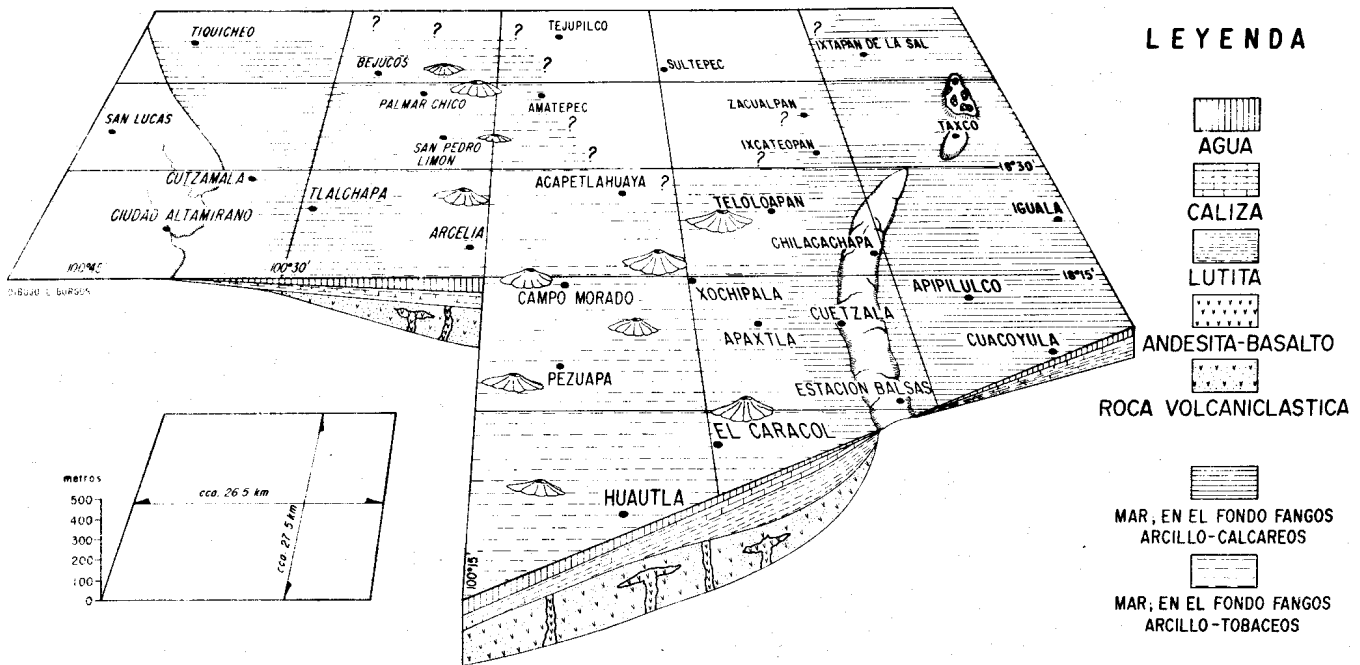 LEYENDA
TIQUICHEO
?
?
?
TEJUPILCO
?
IXTAPAN DE LA SAL
BEJUCOS
?
SULTEPEC
PALMAR CHICO
AMATEPEC
ZACUALPAN
?
SAN LUCAS
?
TAXCO
SAN PEDRO
LIMON
?
?
IXCATEOPAN
18°30'
CUTZAMALA
TLALCHAPA
ACAPETLAHUAYA
?
TELOLOAPAN
IGUALA
CIUDAD ALTAMIRANO
ARCELIA
CHILACACHAPA
100°45'
100°30'
18°15'
DIBUJO E BURGOS
CAMPO MORADO
XOCHIPALA
APIPILULCO
CUETZALA
APAXTLA
CUACOYULA
PEZUAPA
ESTACION BALSAS
EL CARACOL
HUAUTLA
100°15'
metros
500
400
300
200
100
0
cca. 26 5 km
cca. 27 5 km
AGUA
CALIZA
LUTITA
ANDESITA-BASALTO
ROCA VOLCANICLASTICA
MAR; EN EL FONDO FANGOS
ARCILLO-CALCAREOS
MAR; EN EL FONDO FANGOS
ARCILLO-TOBACEOS